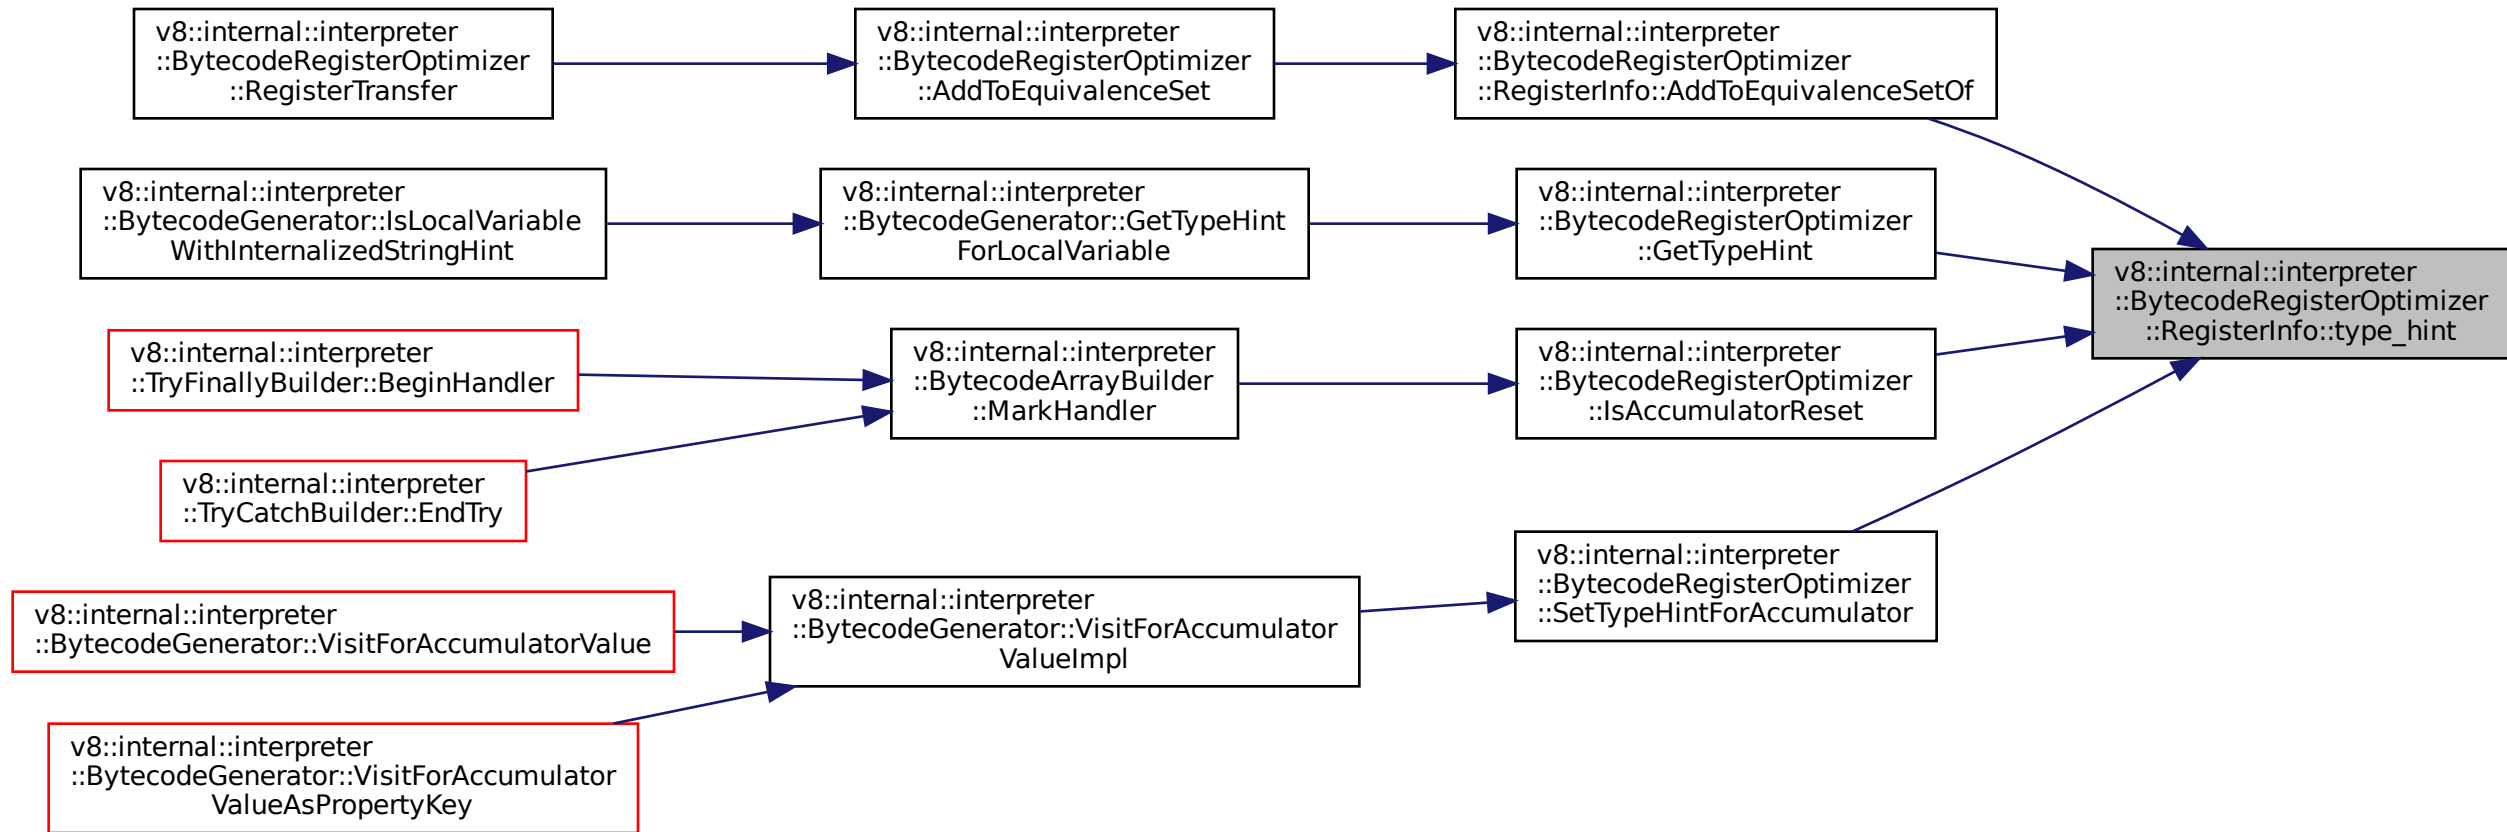 v8::internal::interpreter
::BytecodeRegisterOptimizer
::RegisterTransfer
v8::internal::interpreter
::BytecodeRegisterOptimizer
::AddToEquivalenceSet
v8::internal::interpreter
::BytecodeRegisterOptimizer
::RegisterInfo::AddToEquivalenceSetOf
v8::internal::interpreter
::BytecodeGenerator::IsLocalVariable
WithInternalizedStringHint
v8::internal::interpreter
::BytecodeGenerator::GetTypeHint
ForLocalVariable
v8::internal::interpreter
::BytecodeRegisterOptimizer
::GetTypeHint
v8::internal::interpreter
::BytecodeRegisterOptimizer
::RegisterInfo::type_hint
v8::internal::interpreter
::TryFinallyBuilder::BeginHandler
v8::internal::interpreter
::BytecodeArrayBuilder
::MarkHandler
v8::internal::interpreter
::BytecodeRegisterOptimizer
::IsAccumulatorReset
v8::internal::interpreter
::TryCatchBuilder::EndTry
v8::internal::interpreter
::BytecodeGenerator::VisitForAccumulatorValue
v8::internal::interpreter
::BytecodeGenerator::VisitForAccumulator
ValueImpl
v8::internal::interpreter
::BytecodeRegisterOptimizer
::SetTypeHintForAccumulator
v8::internal::interpreter
::BytecodeGenerator::VisitForAccumulator
ValueAsPropertyKey